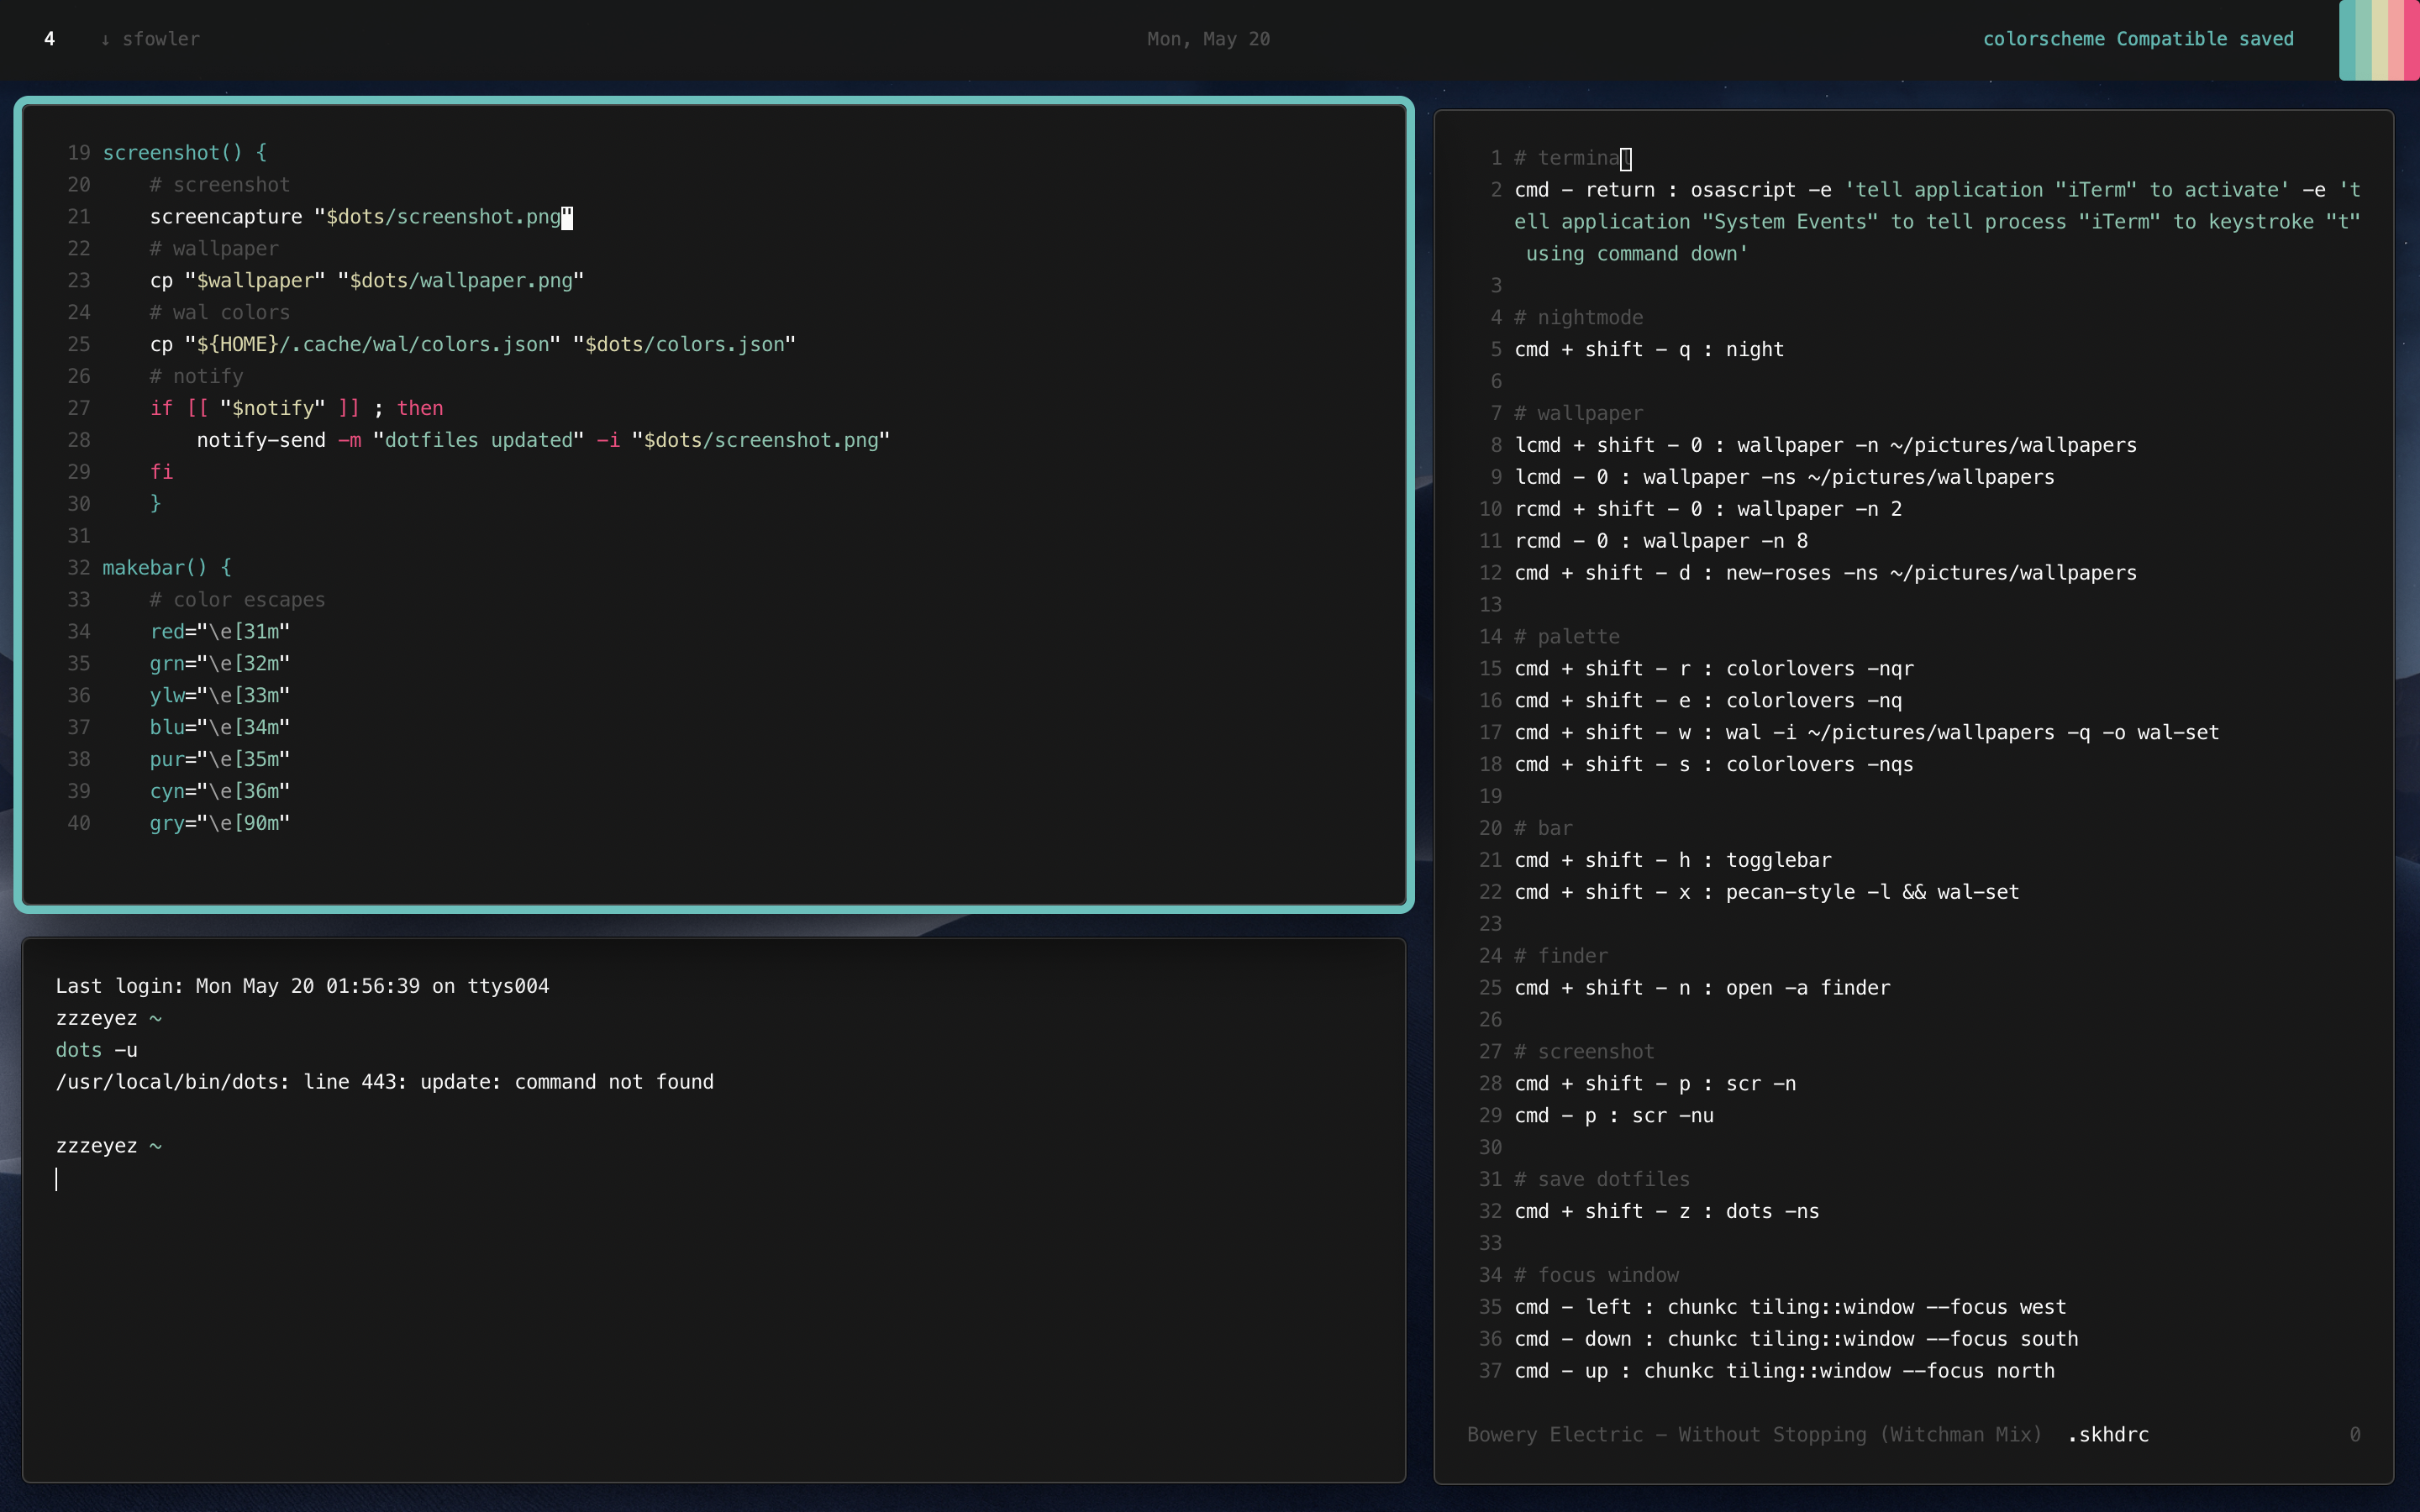 4 ↓ sfowler Mon, May 20 colorscheme Compatible saved
19 screenshot() {
20     # screenshot
21     screencapture "$dots/screenshot.png"
22     # wallpaper
23     cp "$wallpaper" "$dots/wallpaper.png"
24     # wal colors
25     cp "${HOME}/.cache/wal/colors.json" "$dots/colors.json"
26     # notify
27     if [[ "$notify" ]] ; then
28         notify-send -m "dotfiles updated" -i "$dots/screenshot.png"
29     fi
30     }
31
32 makebar() {
33     # color escapes
34     red="\e[31m"
35     grn="\e[32m"
36     ylw="\e[33m"
37     blu="\e[34m"
38     pur="\e[35m"
39     cyn="\e[36m"
40     gry="\e[90m"
Last login: Mon May 20 01:56:39 on ttys004
zzzeyez ~
dots -u
/usr/local/bin/dots: line 443: update: command not found
zzzeyez ~
1 # terminal
2 cmd - return : osascript -e 'tell application "iTerm" to activate' -e 't
ell application "System Events" to tell process "iTerm" to keystroke "t"
 using command down'
3
4 # nightmode
5 cmd + shift - q : night
6
7 # wallpaper
8 lcmd + shift - 0 : wallpaper -n ~/pictures/wallpapers
9 lcmd - 0 : wallpaper -ns ~/pictures/wallpapers
10 rcmd + shift - 0 : wallpaper -n 2
11 rcmd - 0 : wallpaper -n 8
12 cmd + shift - d : new-roses -ns ~/pictures/wallpapers
13
14 # palette
15 cmd + shift - r : colorlovers -nqr
16 cmd + shift - e : colorlovers -nq
17 cmd + shift - w : wal -i ~/pictures/wallpapers -q -o wal-set
18 cmd + shift - s : colorlovers -nqs
19
20 # bar
21 cmd + shift - h : togglebar
22 cmd + shift - x : pecan-style -l && wal-set
23
24 # finder
25 cmd + shift - n : open -a finder
26
27 # screenshot
28 cmd + shift - p : scr -n
29 cmd - p : scr -nu
30
31 # save dotfiles
32 cmd + shift - z : dots -ns
33
34 # focus window
35 cmd - left : chunkc tiling::window --focus west
36 cmd - down : chunkc tiling::window --focus south
37 cmd - up : chunkc tiling::window --focus north
Bowery Electric - Without Stopping (Witchman Mix) .skhdrc 0